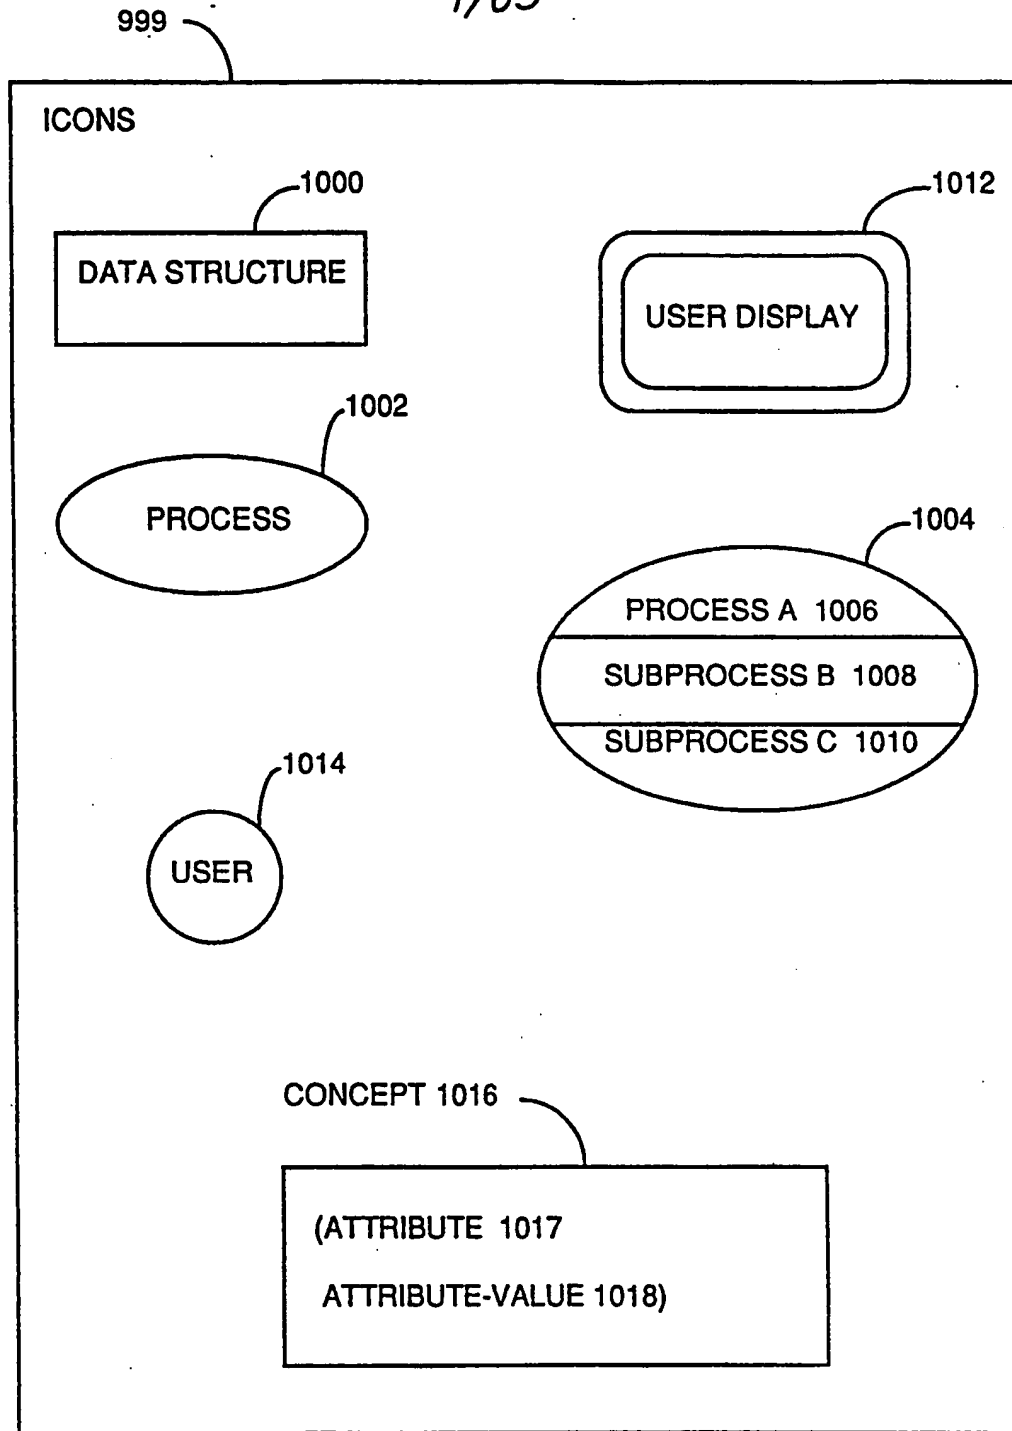 999
ICONS
1000
1012
DATA STRUCTURE
USER DISPLAY
1002
PROCESS
1004
PROCESS A 1006
SUBPROCESS B 1008
SUBPROCESS C 1010
1014
USER
CONCEPT 1016
(ATTRIBUTE 1017
ATTRIBUTE-VALUE 1018)